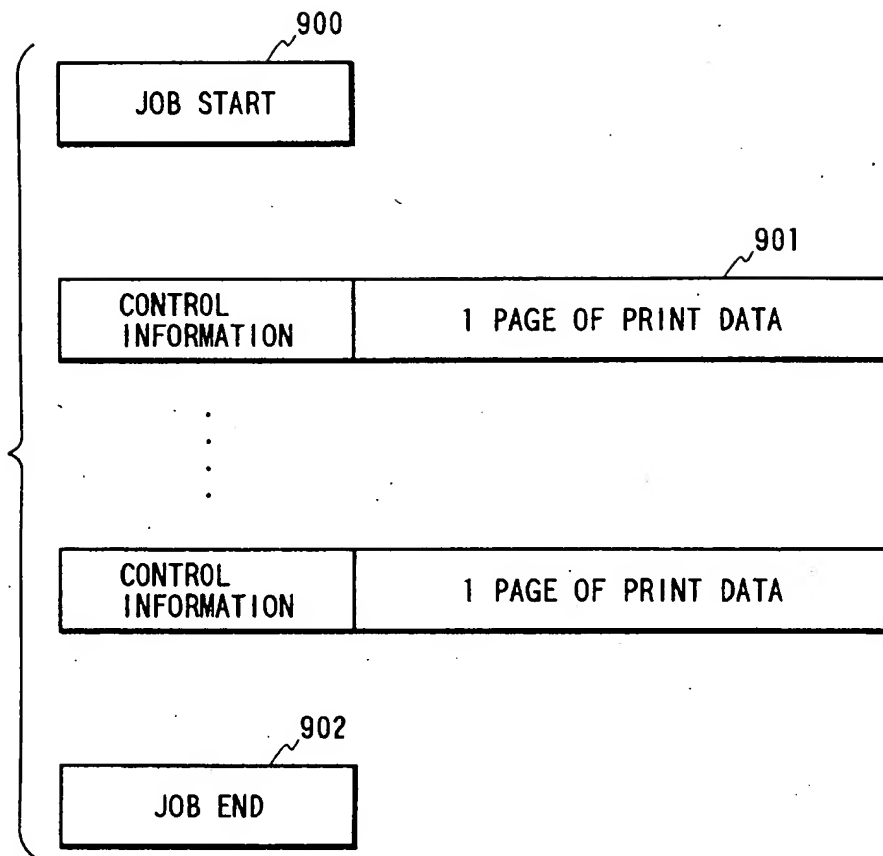 900
JOB START
901
CONTROL
INFORMATION
1 PAGE OF PRINT DATA
CONTROL
INFORMATION
1 PAGE OF PRINT DATA
902
JOB END